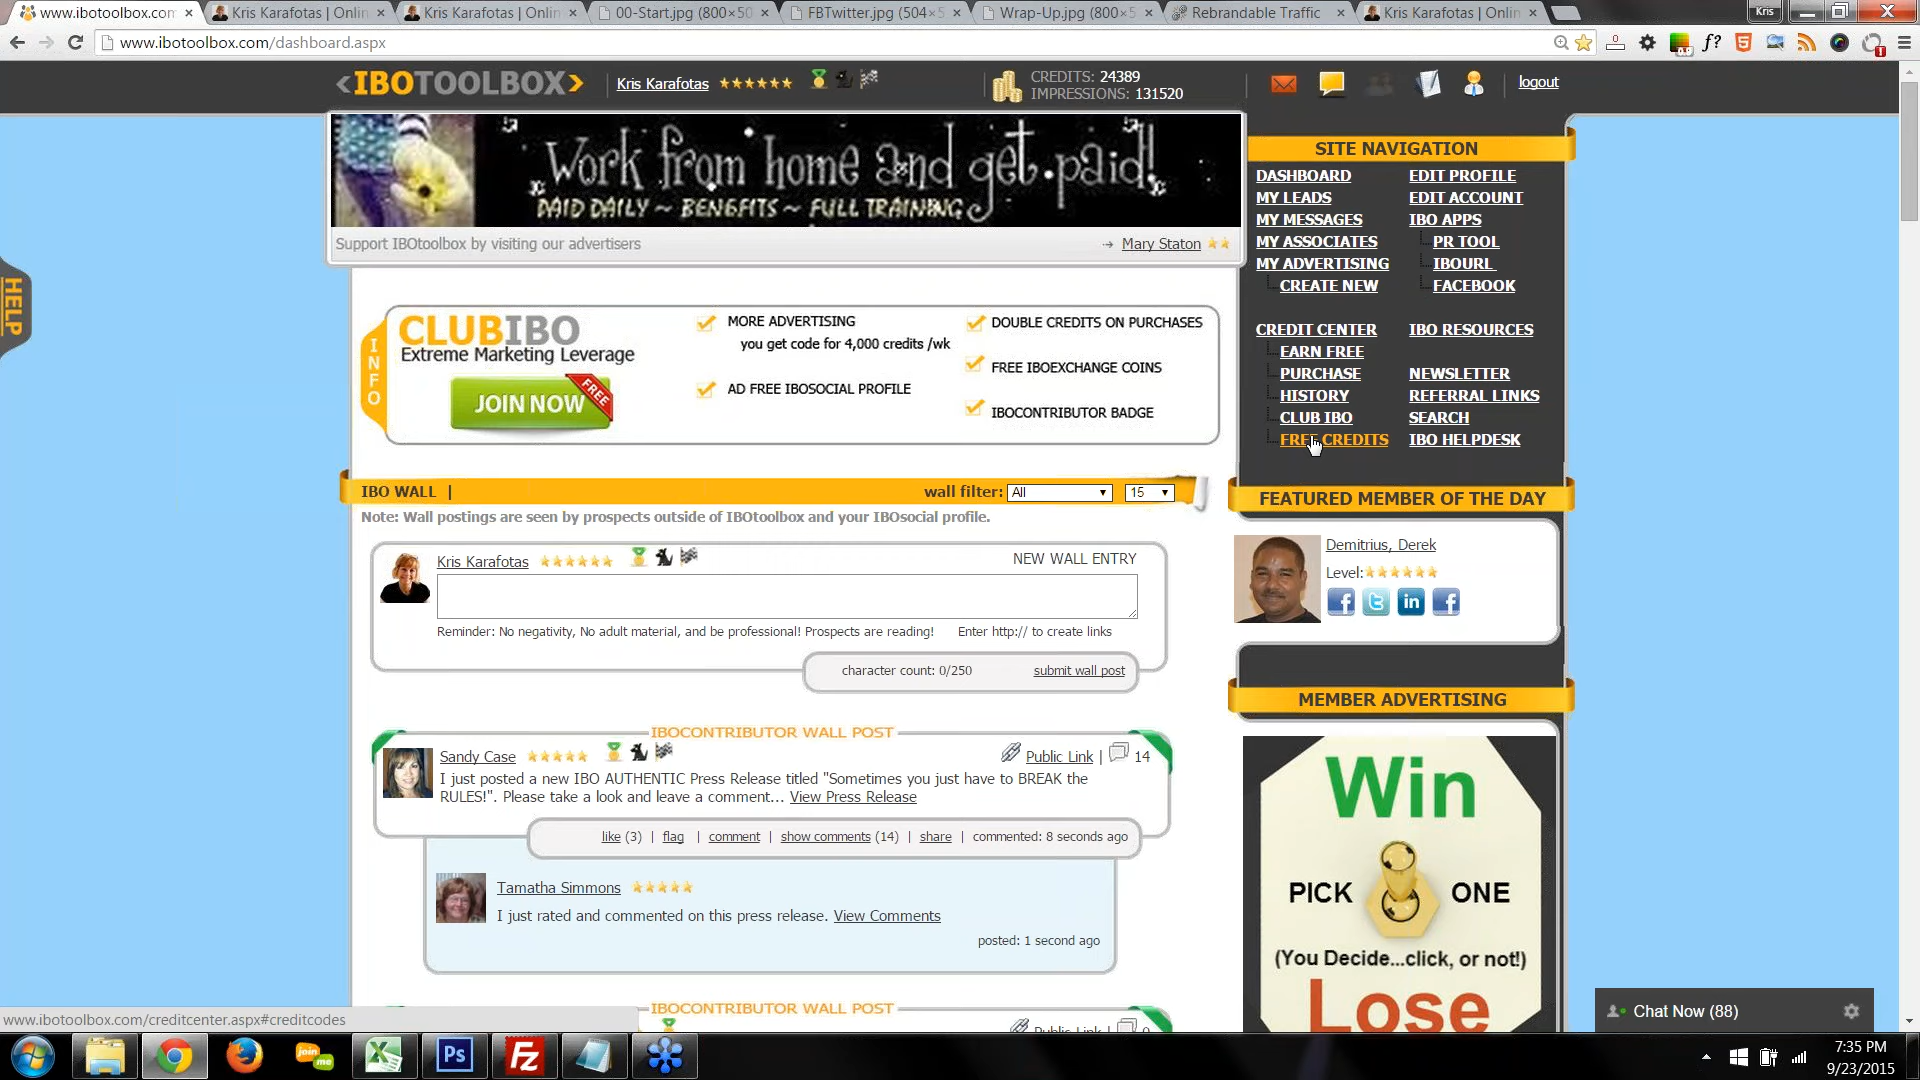 www.ibotoolbox.com
Kris Karafotas | Onlin
Kris Karafotas | Onlin
00-Start.jpg (800×50
FBTwitter.jpg (504×5
Wrap-Up.jpg (800×5
Rebrandable Traffic
Kris Karafotas | Onlin
Kris
www.ibotoolbox.com/dashboard.aspx
<IBOTOOLBOX>
Kris Karafotas
CREDITS: 24389
IMPRESSIONS: 131520
logout
Work from home and get paid!
PAID DAILY ~ BENEFITS ~ FULL TRAINING
Support IBOtoolbox by visiting our advertisers
Mary Staton
SITE NAVIGATION
DASHBOARD
MY LEADS
MY MESSAGES
MY ASSOCIATES
MY ADVERTISING
CREATE NEW
CREDIT CENTER
EARN FREE
PURCHASE
HISTORY
CLUB IBO
FREE CREDITS
EDIT PROFILE
EDIT ACCOUNT
IBO APPS
PR TOOL
IBOURL
FACEBOOK
IBO RESOURCES
NEWSLETTER
REFERRAL LINKS
SEARCH
IBO HELPDESK
HELP
INFO
CLUBIBO
Extreme Marketing Leverage
JOIN NOW
FREE
MORE ADVERTISING
you get code for 4,000 credits /wk
AD FREE IBOSOCIAL PROFILE
DOUBLE CREDITS ON PURCHASES
FREE IBOEXCHANGE COINS
IBOCONTRIBUTOR BADGE
IBO WALL |
wall filter: All 15
Note: Wall postings are seen by prospects outside of IBOtoolbox and your IBOsocial profile.
Kris Karafotas
NEW WALL ENTRY
Reminder: No negativity, No adult material, and be professional! Prospects are reading! Enter http:// to create links
character count: 0/250 submit wall post
FEATURED MEMBER OF THE DAY
Demitrius, Derek
Level:
MEMBER ADVERTISING
Win
PICK ONE
(You Decide...click, or not!)
Lose
IBOCONTRIBUTOR WALL POST
Sandy Case
Public Link | 14
I just posted a new IBO AUTHENTIC Press Release titled "Sometimes you just have to BREAK the
RULES!". Please take a look and leave a comment... View Press Release
like (3) | flag | comment | show comments (14) | share | commented: 8 seconds ago
Tamatha Simmons
I just rated and commented on this press release. View Comments
posted: 1 second ago
IBOCONTRIBUTOR WALL POST
Public Link |
Chat Now (88)
www.ibotoolbox.com/creditcenter.aspx#creditcodes
join me
Ps
Fz
7:35 PM
9/23/2015